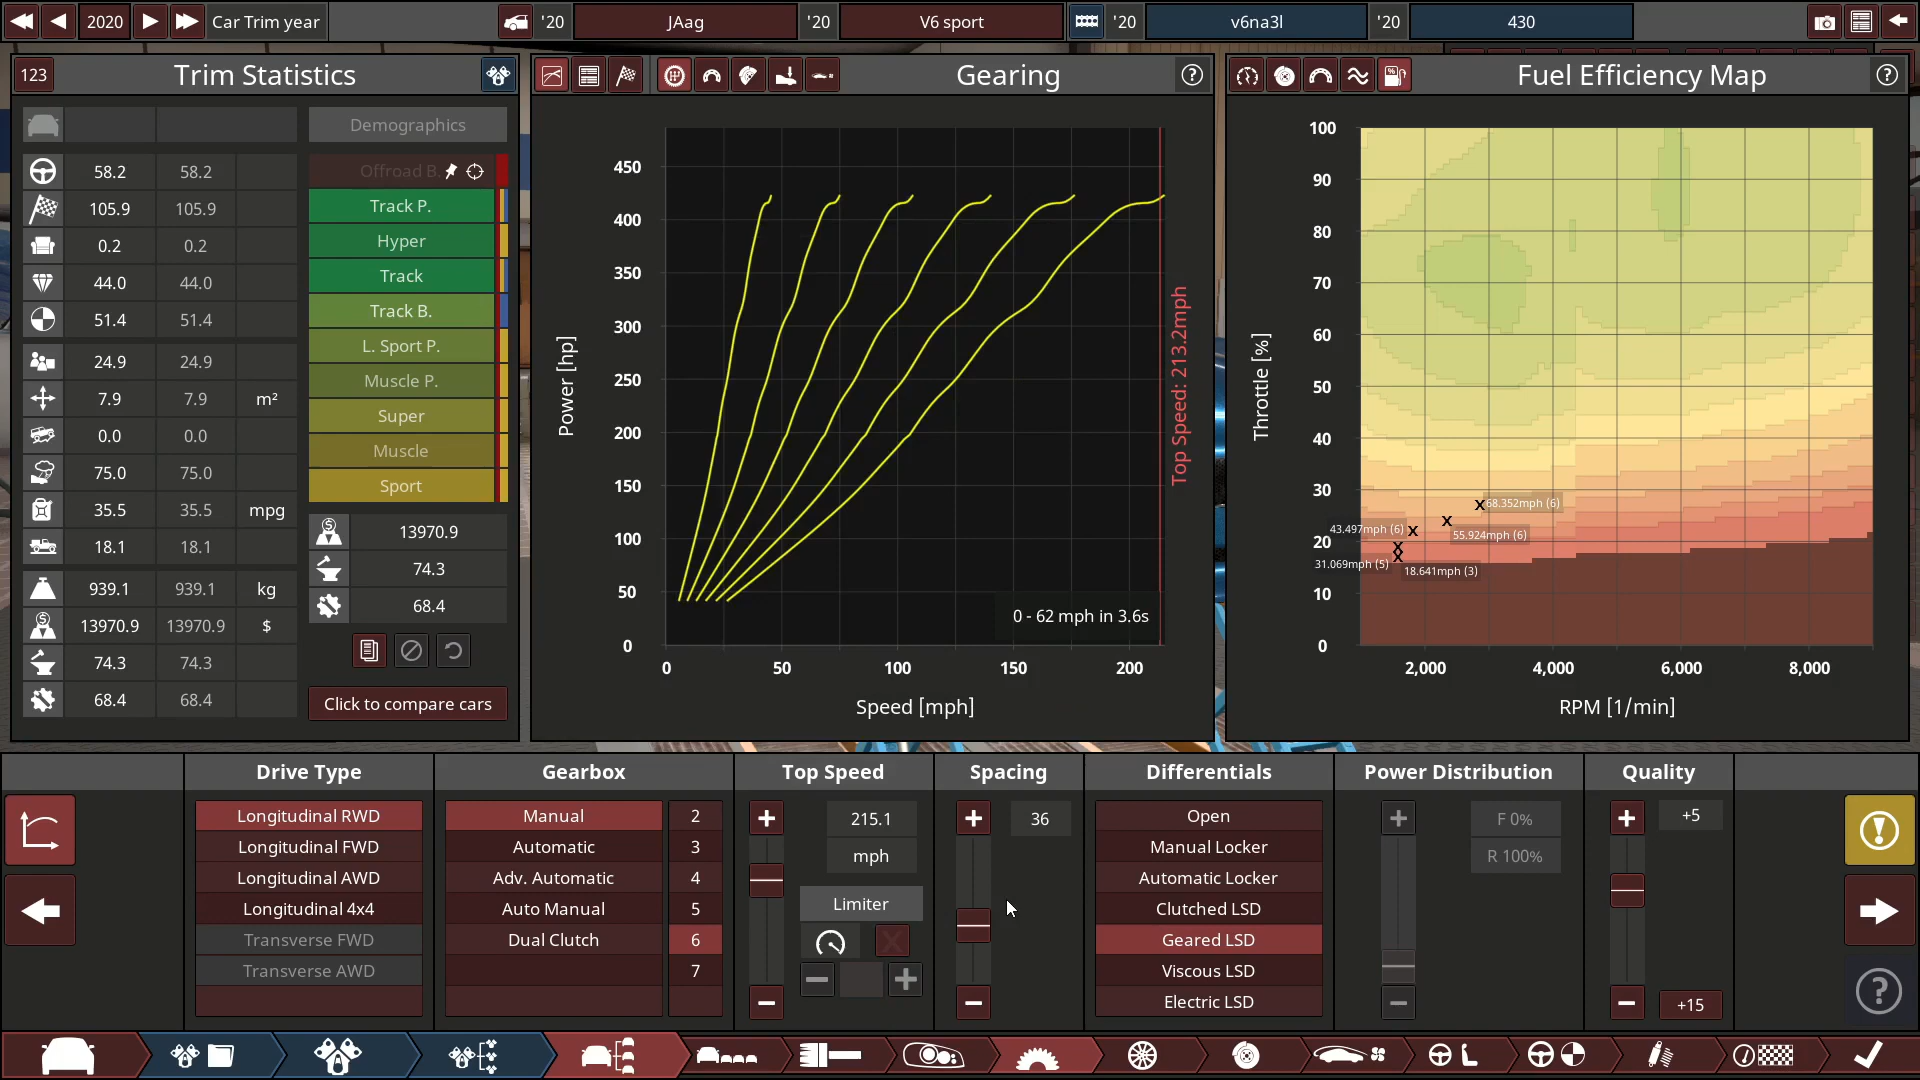 2020
Car Trim year
'20
JAag
'20
V6 sport
'20
v6na3l
'20
430
123
Trim Statistics
Demographics
58.2 58.2
105.9 105.9
0.2 0.2
44.0 44.0
51.4 51.4
24.9 24.9
7.9 7.9 m²
0.0 0.0
75.0 75.0
35.5 35.5 mpg
18.1 18.1
939.1 939.1 kg
13970.9 13970.9 $
74.3 74.3
68.4 68.4
Offroad B.
Track P.
Hyper
Track
Track B.
L. Sport P.
Muscle P.
Super
Muscle
Sport
13970.9
74.3
68.4
Click to compare cars
Gearing
?
Power [hp]
450
400
350
300
250
200
150
100
50
0
0 50 100 150 200
Speed [mph]
Top Speed: 213.2mph
0 - 62 mph in 3.6s
Fuel Efficiency Map
?
Throttle [%]
100
90
80
70
60
50
40
30
20
10
0
68.352mph (6)
43.497mph (6)
55.924mph (6)
31.069mph (5)
18.641mph (3)
2,000 4,000 6,000 8,000
RPM [1/min]
Drive Type
Longitudinal RWD
Longitudinal FWD
Longitudinal AWD
Longitudinal 4x4
Transverse FWD
Transverse AWD
Gearbox
Manual 2
Automatic 3
Adv. Automatic 4
Auto Manual 5
Dual Clutch 6
7
Top Speed
215.1
mph
Limiter
Spacing
36
Differentials
Open
Manual Locker
Automatic Locker
Clutched LSD
Geared LSD
Viscous LSD
Electric LSD
Power Distribution
F 0%
R 100%
Quality
+5
+15
?